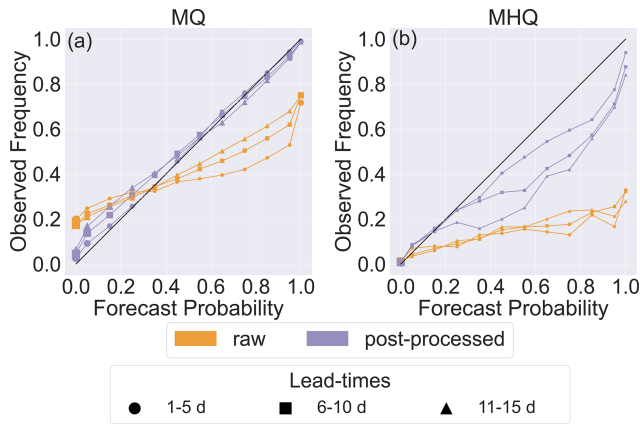 MQ
MHQ
(a)
(b)
Observed Frequency
1.0
0.8
0.6
0.4
0.2
0.0
0.0 0.2 0.4 0.6 0.8 1.0
Forecast Probability
Observed Frequency
1.0
0.8
0.6
0.4
0.2
0.0
0.0 0.2 0.4 0.6 0.8 1.0
Forecast Probability
raw post-processed
Lead-times
1-5 d 6-10 d 11-15 d